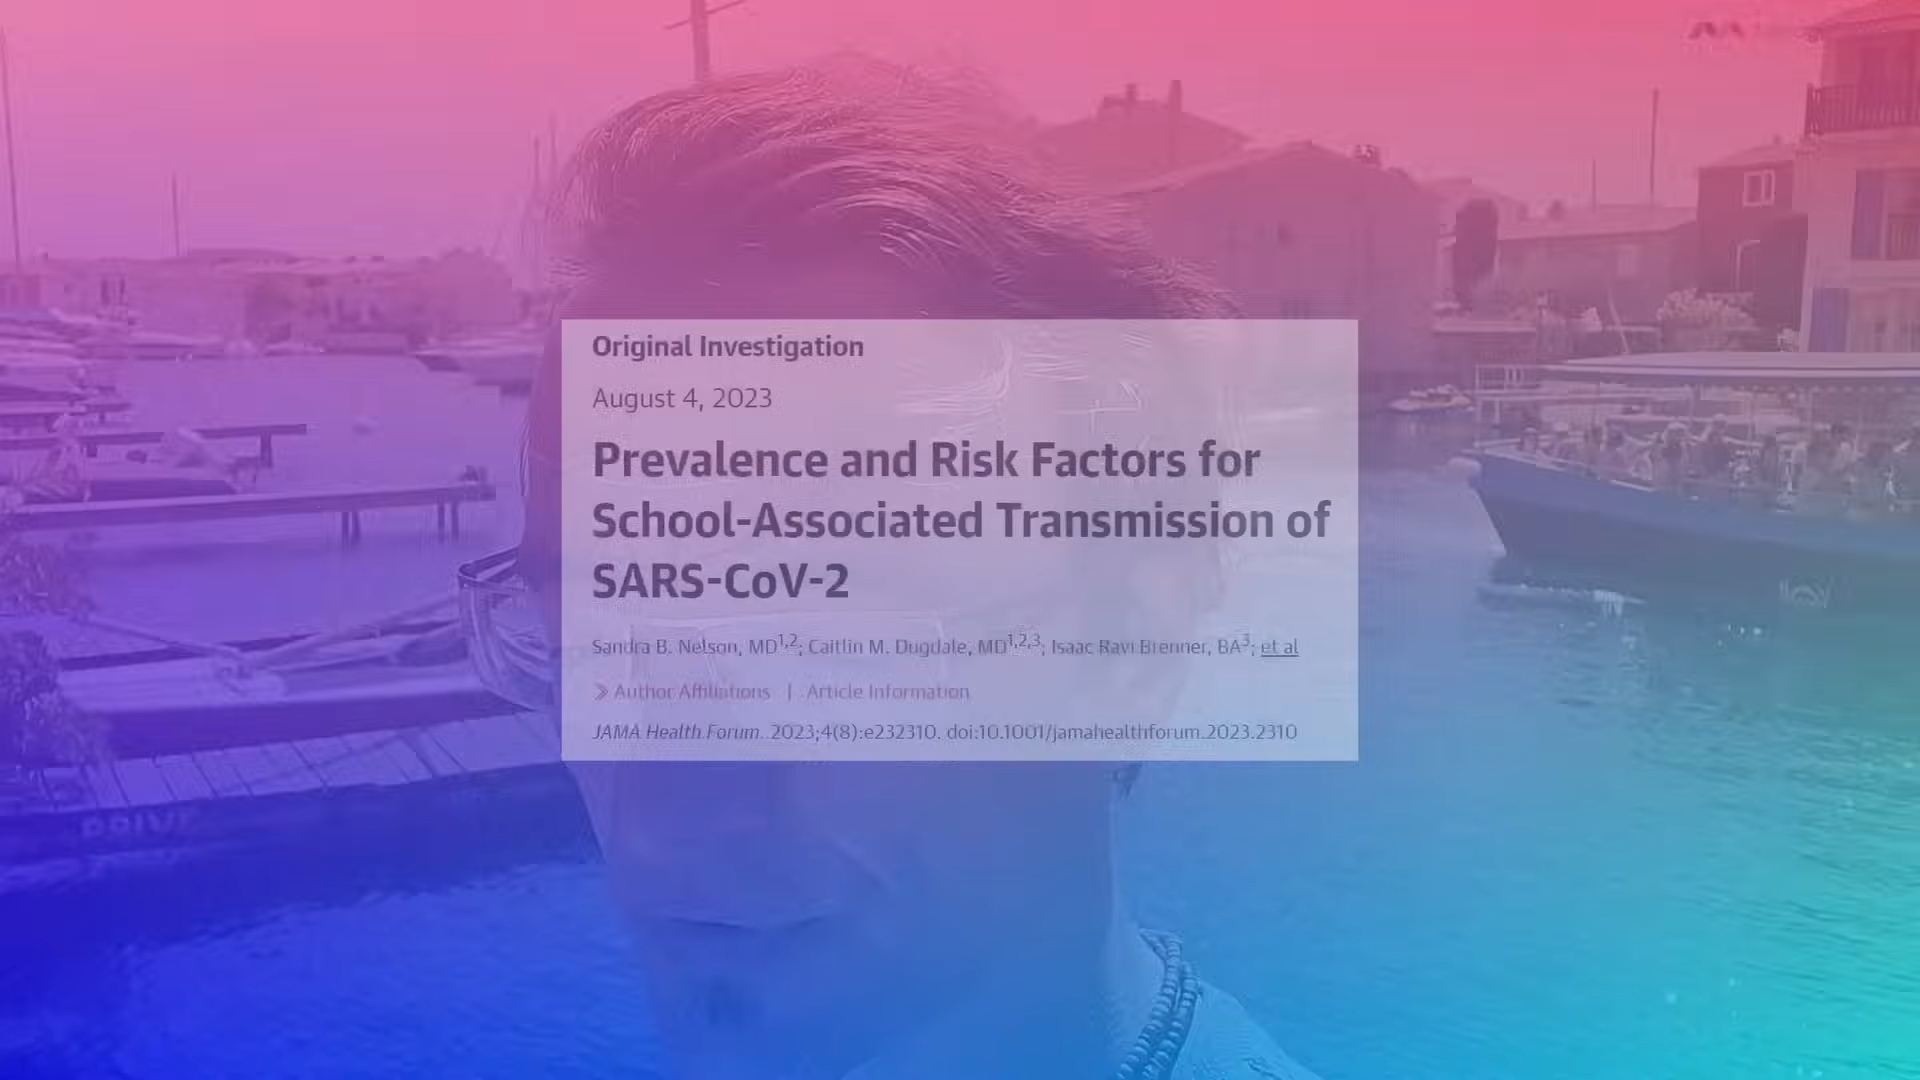 Original Investigation
August 4, 2023
Prevalence and Risk Factors for
School-Associated Transmission of
SARS-CoV-2
Sandra B. Nelson, MD1,2; Caitlin M. Dugdale, MD1,2,3; Isaac Ravi Brenner, BA3; et al
Author Affiliations | Article Information
JAMA Health Forum. 2023;4(8):e232310. doi:10.1001/jamahealthforum.2023.2310
PRIVE